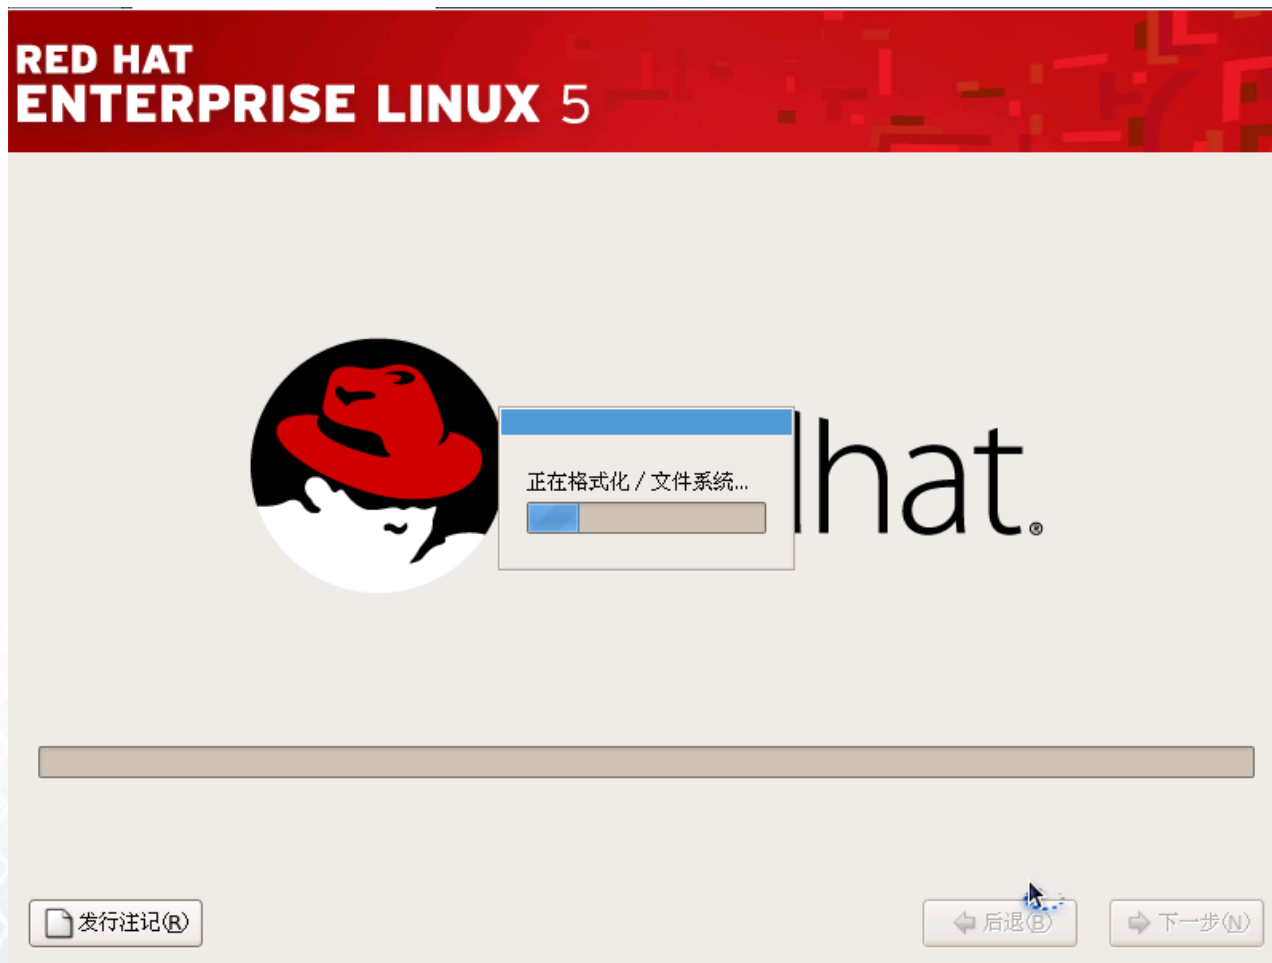 RED HAT
ENTERPRISE LINUX 5
正在格式化 / 文件系统...
hat.®
发行注记(R)
后退(B)
下一步(N)